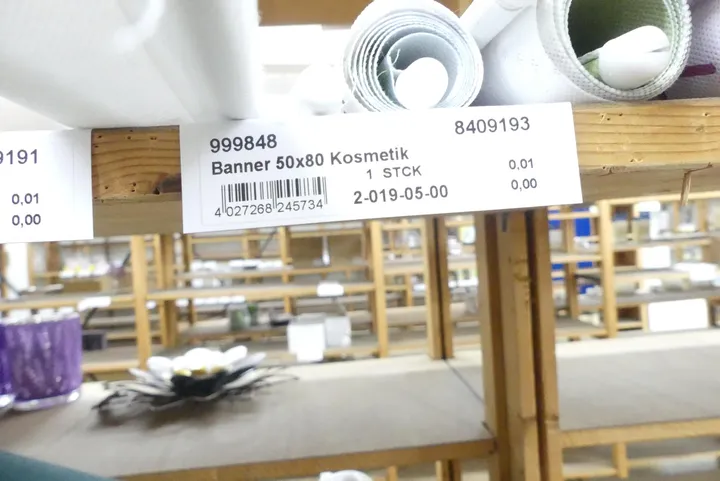 9191
0,01
0,00
999848
8409193
Banner 50x80 Kosmetik
1 STCK
0,01
4 027268 245734
2-019-05-00
0,00